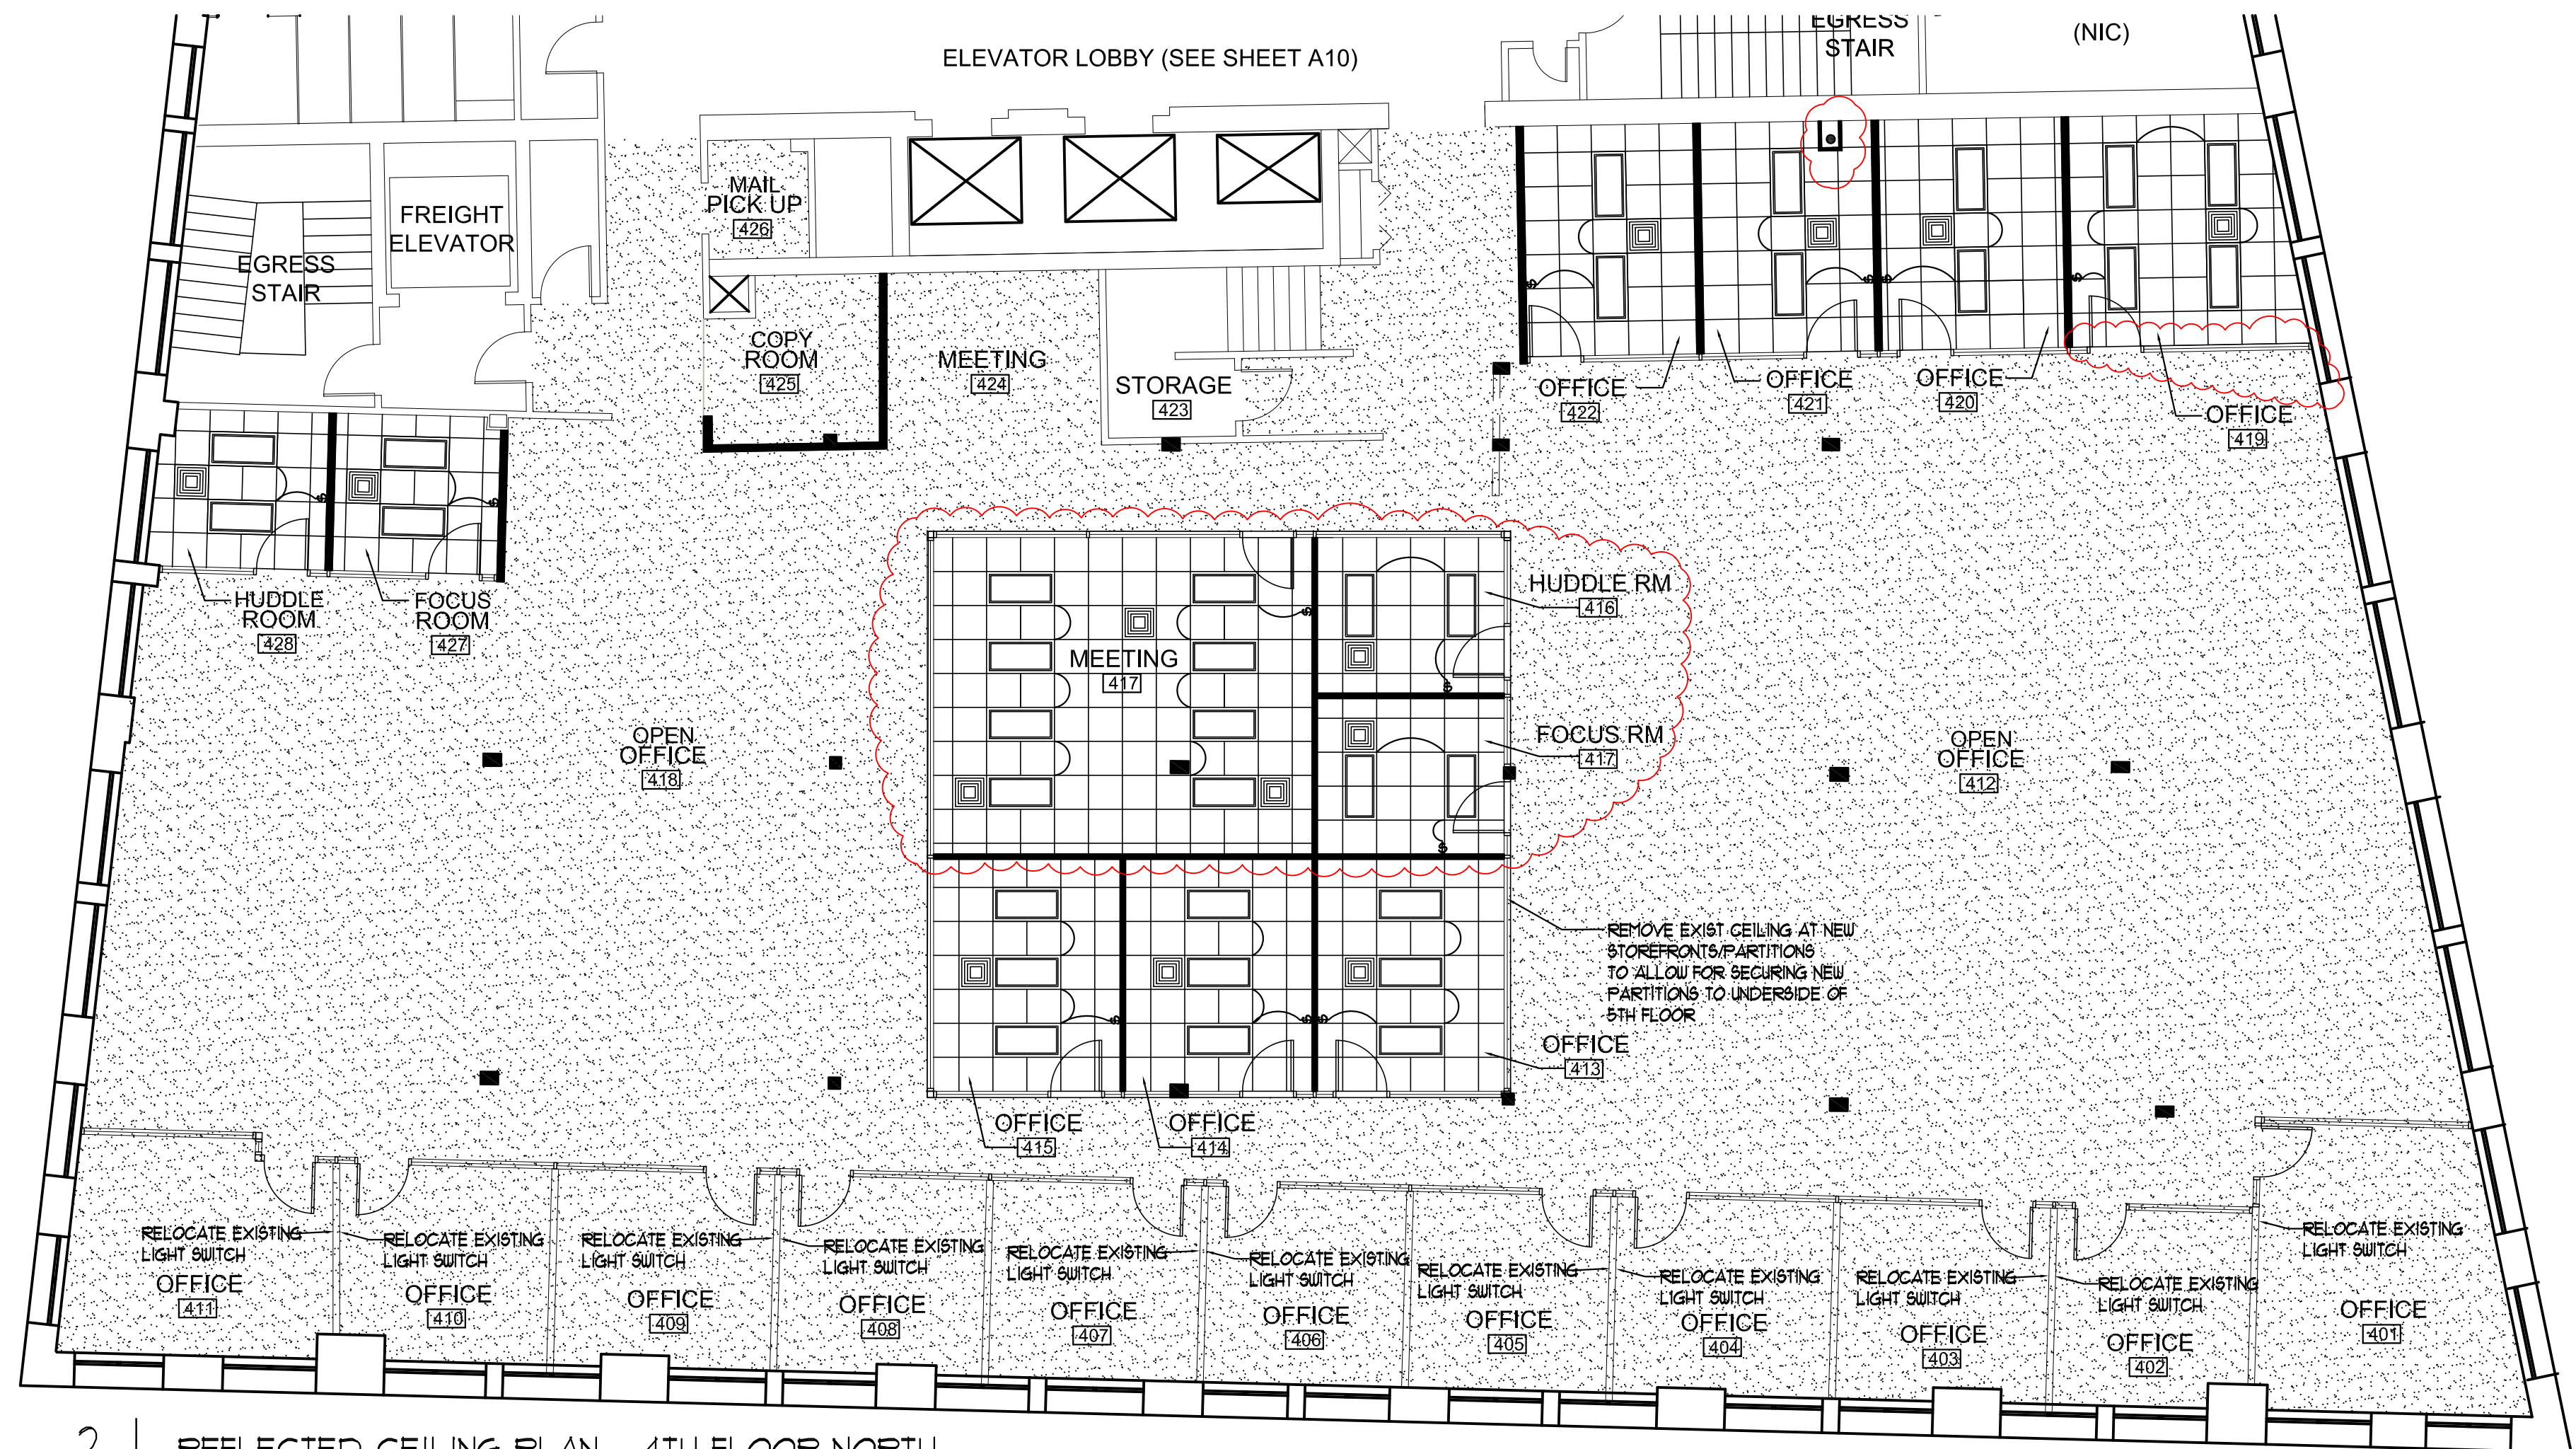 ELEVATOR LOBBY (SEE SHEET A10)
EGRESS
STAIR
(NIC)
MAIL
PICK UP
426
FREIGHT
ELEVATOR
EGRESS
STAIR
COPY
ROOM
425
MEETING
424
STORAGE
423
OFFICE
422
OFFICE
421
OFFICE
420
OFFICE
419
HUDDLE
ROOM
428
FOCUS
ROOM
427
HUDDLE RM
416
MEETING
417
FOCUS RM
417
OPEN
OFFICE
418
OPEN
OFFICE
412
REMOVE EXIST CEILING AT NEW
STOREFRONTS/PARTITIONS
TO ALLOW FOR SECURING NEW
PARTITIONS TO UNDERSIDE OF
5TH FLOOR
OFFICE
413
OFFICE
415
OFFICE
414
RELOCATE EXISTING
LIGHT SWITCH
OFFICE
411
RELOCATE EXISTING
LIGHT SWITCH
OFFICE
410
RELOCATE EXISTING
LIGHT SWITCH
OFFICE
409
RELOCATE EXISTING
LIGHT SWITCH
OFFICE
408
RELOCATE EXISTING
LIGHT SWITCH
OFFICE
407
RELOCATE EXISTING
LIGHT SWITCH
OFFICE
406
RELOCATE EXISTING
LIGHT SWITCH
OFFICE
405
RELOCATE EXISTING
LIGHT SWITCH
OFFICE
404
RELOCATE EXISTING
LIGHT SWITCH
OFFICE
403
RELOCATE EXISTING
LIGHT SWITCH
OFFICE
402
RELOCATE EXISTING
LIGHT SWITCH
OFFICE
401
2 REFLECTED CEILING PLAN - 4TH FLOOR NORTH